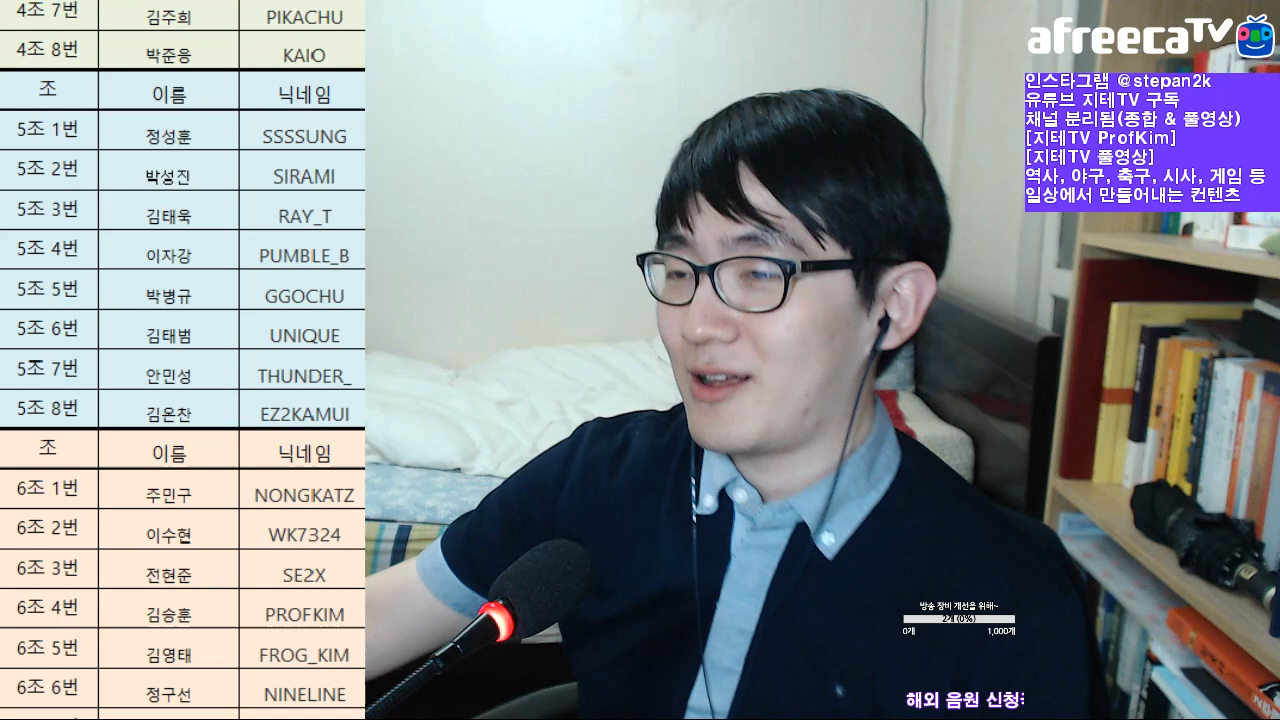 4조 7번 김주희 PIKACHU
4조 8번 박준응 KAIO
조 이름 닉네임
5조 1번 정성훈 SSSSUNG
5조 2번 박성진 SIRAMI
5조 3번 김태욱 RAY_T
5조 4번 이자강 PUMBLE_B
5조 5번 박병규 GGOCHU
5조 6번 김태범 UNIQUE
5조 7번 안민성 THUNDER_
5조 8번 김온찬 EZ2KAMUI
조 이름 닉네임
6조 1번 주민구 NONGKATZ
6조 2번 이수현 WK7324
6조 3번 전현준 SE2X
6조 4번 김승훈 PROFKIM
6조 5번 김영태 FROG_KIM
6조 6번 정구선 NINELINE
afreecaTV
인스타그램 @stepan2k
유튜브 지테TV 구독
채널 분리됨(종합 & 풀영상)
[지테TV ProfKim]
[지테TV 풀영상]
역사, 야구, 축구, 시사, 게임 등
일상에서 만들어내는 컨텐츠
방송 장비 개선을 위해~
2개 (0%)
0개 1,000개
해외 음원 신청